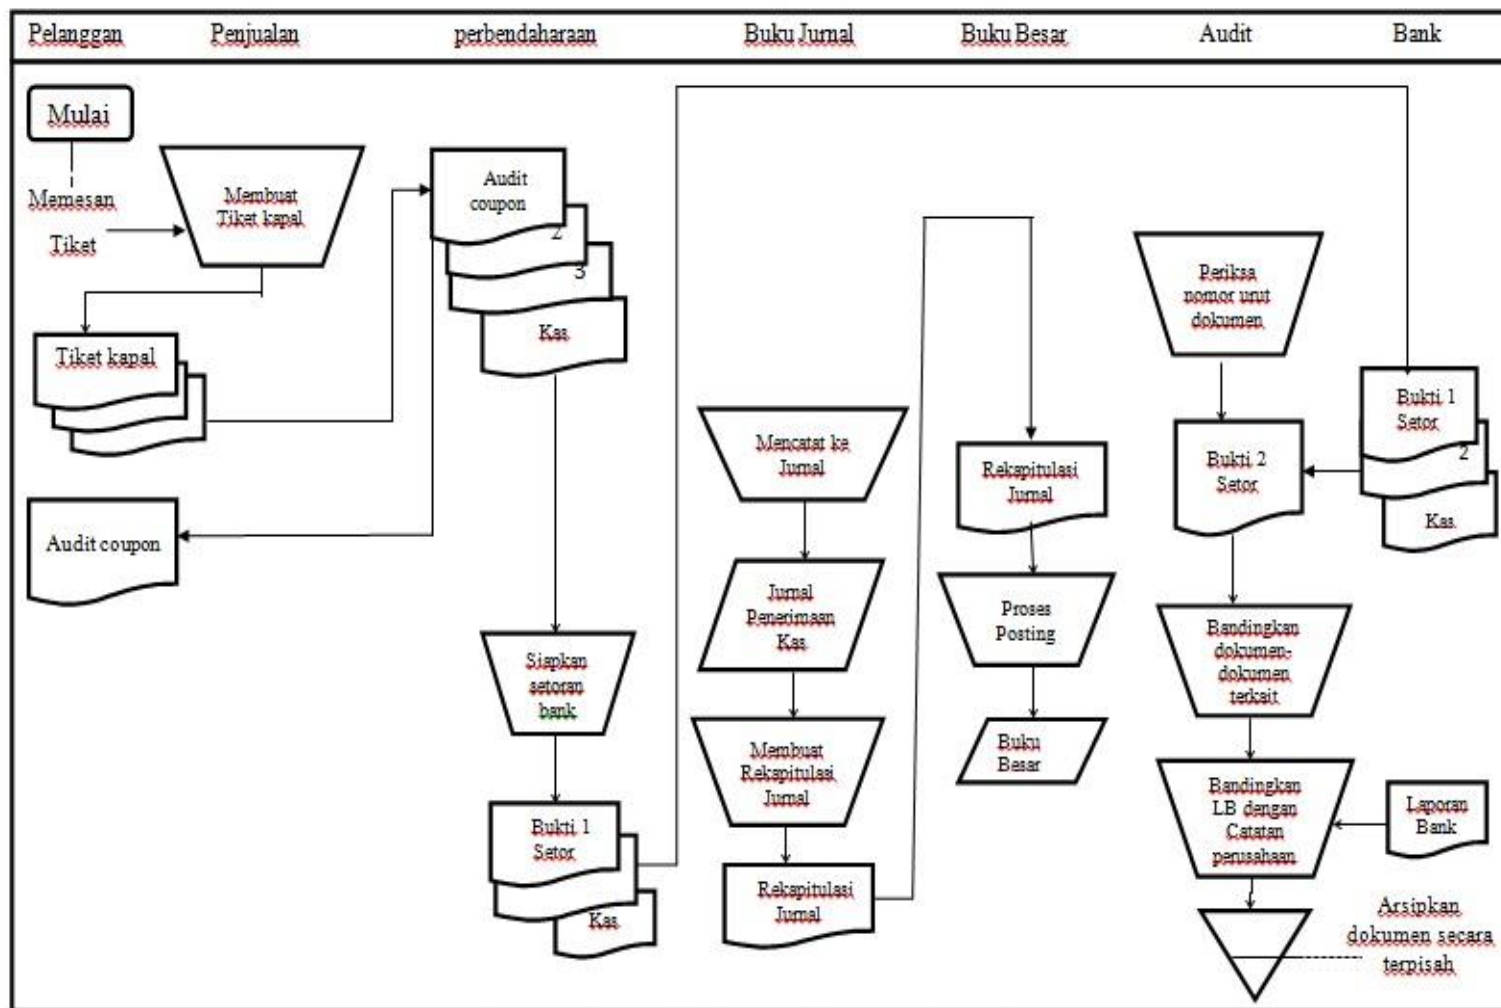 Pelanggan
Penjualan
perbendaharaan
Buku Jurnal
Buku Besar
Audit
Bank
Mulai
Memesan
Tiket
Membuat
Tiket kapal
Tiket kapal
Audit coupon
Audit
coupon
2
3
Kas
Siapkan
setoran
bank
Bukti 1
Setor
Kas
Mencatat ke
Jurnal
Jurnal
Penerimaan
Kas
Membuat
Rekapitulasi
Jurnal
Rekapitulasi
Jurnal
Rekapitulasi
Jurnal
Proses
Posting
Buku
Besar
Periksa
nomor urut
dokumen
Bukti 2
Setor
Bandingkan
dokumen-
dokumen
terkait
Bandingkan
LB dengan
Catatan
perusahaan
Bukti 1
Setor
2
Kas
Laporan
Bank
Arsipkan
dokumen secara
terpisah